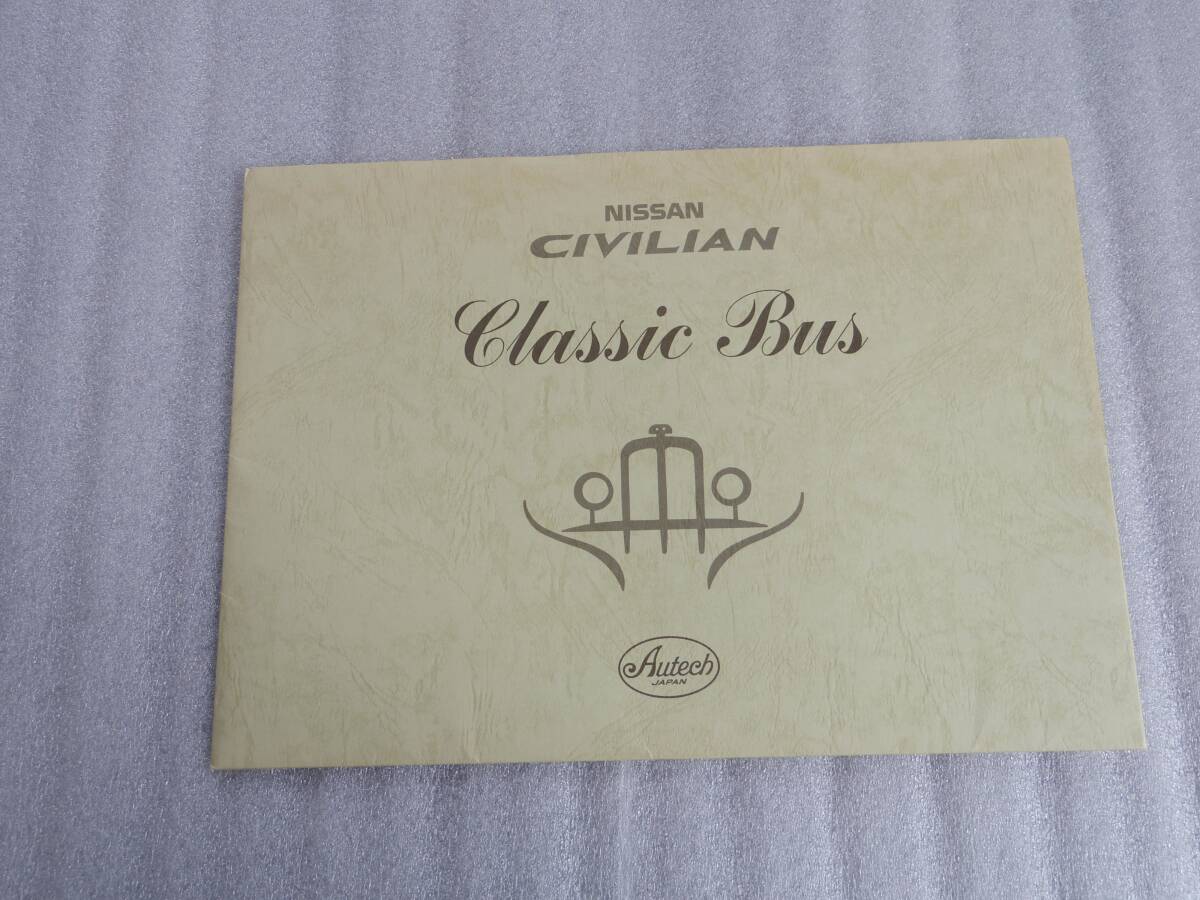 NISSAN
CIVILIAN
Classic Bus
Autech
JAPAN